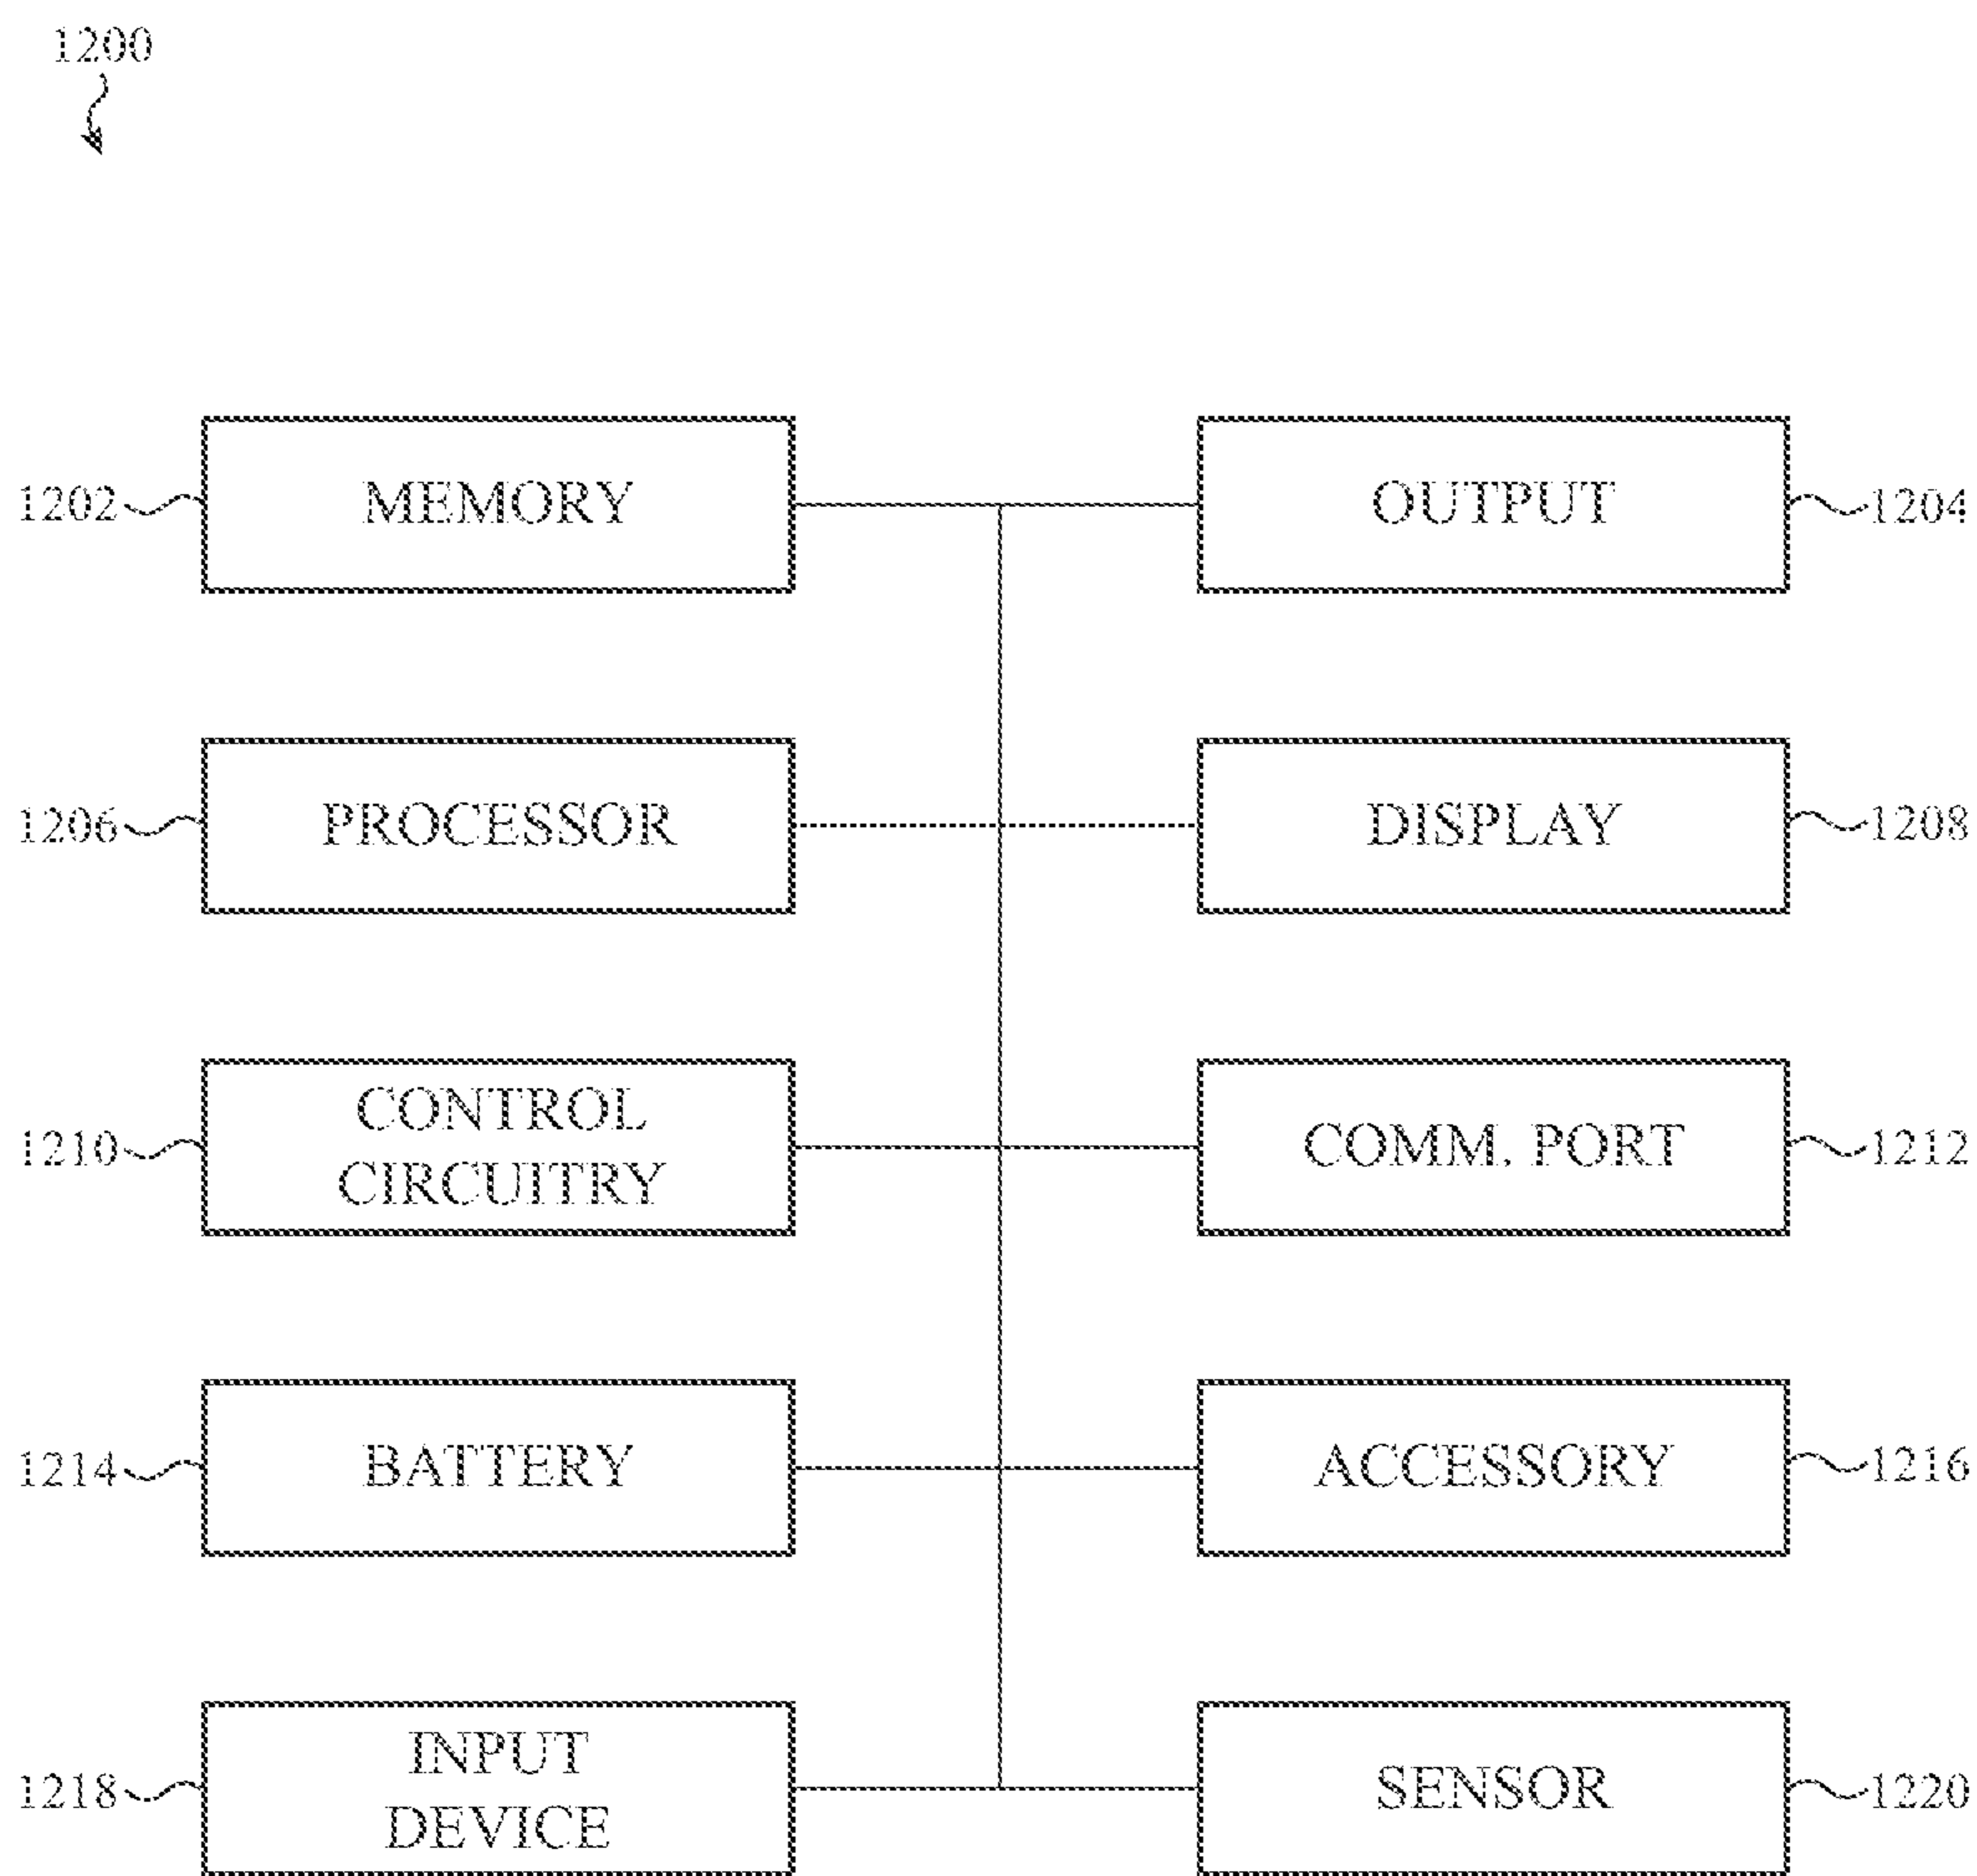 1200
1202
MEMORY
OUTPUT
1204
1206
PROCESSOR
DISPLAY
1208
1210
CONTROL
CIRCUITRY
COMM. PORT
1212
1214
BATTERY
ACCESSORY
1216
1218
INPUT
DEVICE
SENSOR
1220